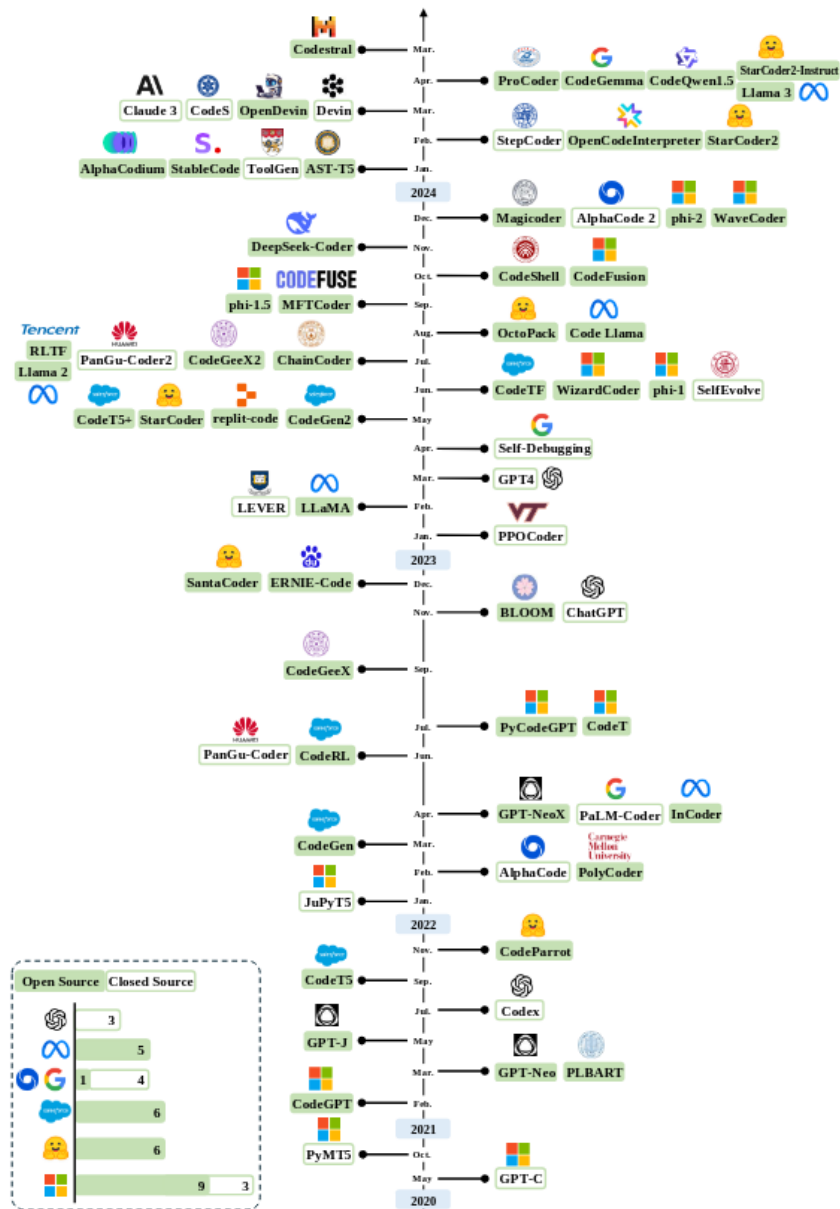 Codestral
Mar.
Apr.
ProCoder CodeGemma CodeQwen1.5 StarCoder2-Instruct
Llama 3
Claude 3 CodeS OpenDevin Devin
Mar.
Feb.
StepCoder OpenCodeInterpreter StarCoder2
S.
AlphaCodium StableCode ToolGen AST-T5
Jan.
2024
Dec.
Magicoder AlphaCode 2 phi-2 WaveCoder
DeepSeek-Coder
Nov.
Oct.
CodeShell CodeFusion
CODEFUSE
phi-1.5 MFTCoder
Sep.
Aug.
OctoPack Code Llama
Tencent
HUAWEI
RLTF
Llama 2
PanGu-Coder2 CodeGeeX2 ChainCoder
Jul.
Jun.
CodeTF WizardCoder phi-1 SelfEvolve
CodeT5+ StarCoder replit-code CodeGen2
May
Apr.
Self-Debugging
Mar.
GPT4
LEVER LLaMA
Feb.
Jan.
VT
PPOCoder
2023
du
SantaCoder ERNIE-Code
Dec.
Nov.
BLOOM ChatGPT
CodeGeeX
Sep.
Jul.
PyCodeGPT CodeT
HUAWEI
PanGu-Coder CodeRL
Jun.
Apr.
GPT-NeoX PaLM-Coder InCoder
CodeGen
Mar.
Feb.
Carnegie
Mellon
University
AlphaCode PolyCoder
JuPyT5
Jan.
2022
Nov.
CodeParrot
CodeT5
Sep.
Jul.
Codex
GPT-J
May
Mar.
GPT-Neo PLBART
CodeGPT
Feb.
2021
PyMT5
Oct.
May
GPT-C
2020
Open Source Closed Source
3
5
1 4
6
6
9 3